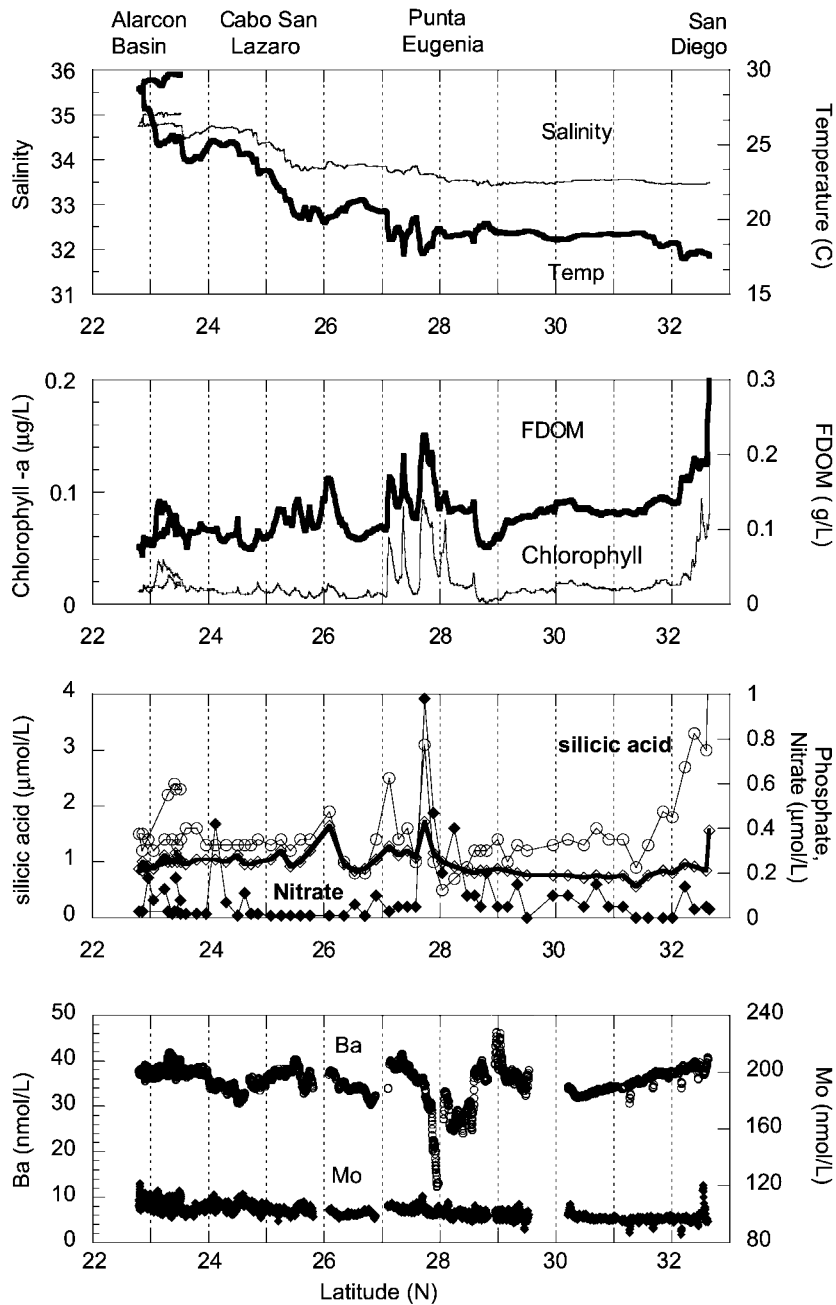 Alarcon Basin
Cabo San Lazaro
Punta Eugenia
San Diego
36
35
34
33
32
31
Salinity
30
25
20
15
Temperature (C)
Salinity
Temp
22 24 26 28 30 32
0.2
0.1
0
Chlorophyll -a (µg/L)
0.3
0.2
0.1
0
FDOM ( g/L)
FDOM
Chlorophyll
22 24 26 28 30 32
4
3
2
1
0
silicic acid (µmol/L)
1
0.8
0.6
0.4
0.2
0
Phosphate,
Nitrate (µmol/L)
silicic acid
Nitrate
22 24 26 28 30 32
50
40
30
20
10
0
Ba (nmol/L)
240
200
160
120
80
Mo (nmol/L)
Ba
Mo
22 24 26 28 30 32
Latitude (N)